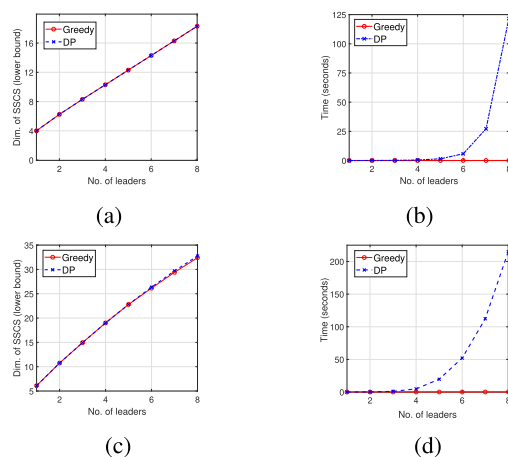 Greedy
DP
16
12
8
4
0
2
4
6
8
Dim. of SSCS (lower bound)
No. of leaders
(a)
Greedy
DP
125
100
75
50
25
0
2
4
6
8
Time (seconds)
No. of leaders
(b)
Greedy
DP
35
30
25
20
15
10
5
2
4
6
8
Dim. of SSCS (lower bound)
No. of leaders
(c)
Greedy
DP
200
150
100
50
0
2
4
6
8
Time (seconds)
No. of leaders
(d)